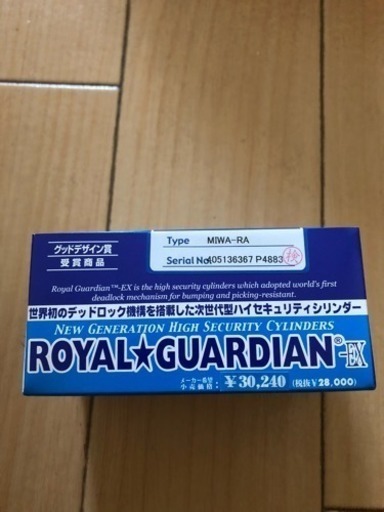 グッドデザイン賞
受賞商品
Type MIWA-RA
Serial No. A05136367 P4883 検
Royal Guardian™-EX is the high security cylinders which adopted world's first
deadlock mechanism for bumping and picking-resistant.
世界初のデッドロック機構を搭載した次世代型ハイセキュリティシリンダー
NEW GENERATION HIGH SECURITY CYLINDERS
ROYAL★GUARDIAN®-EX
メーカー希望
小売価格: ¥30,240 (税抜¥28,000)